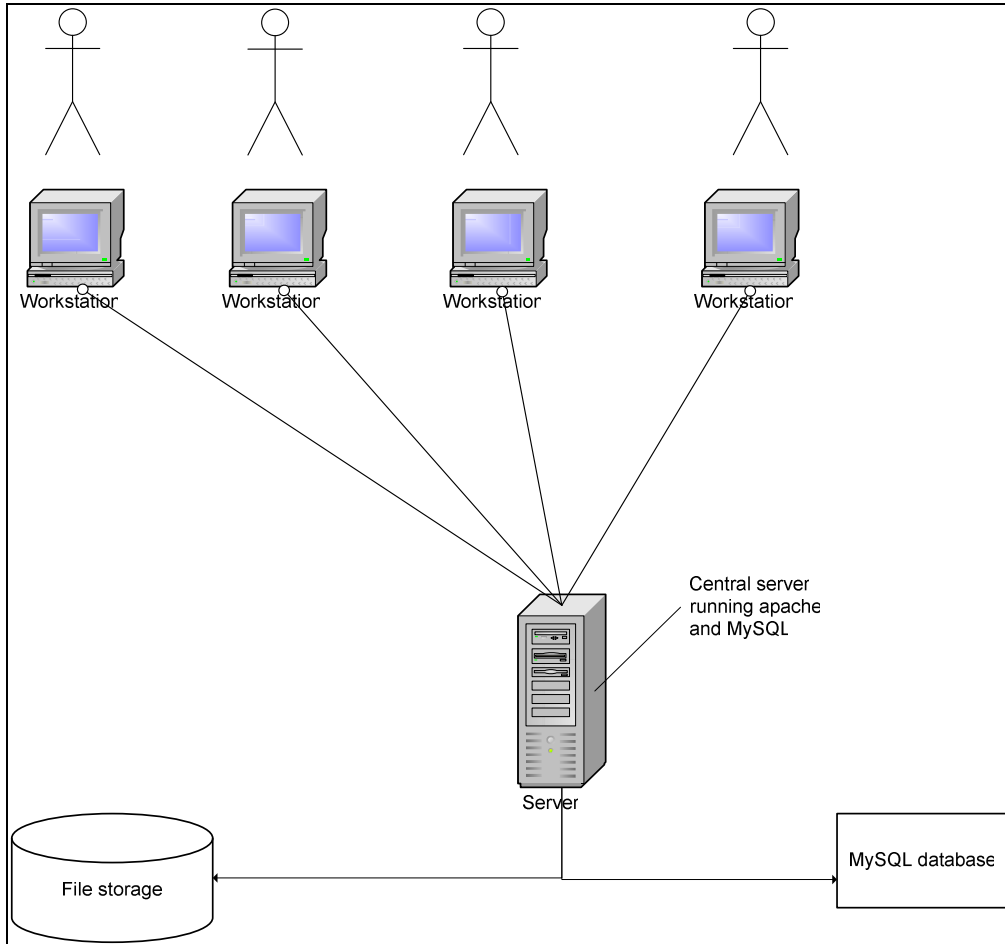 Workstation
Workstation
Workstation
Workstation
Central server
running apache
and MySQL
Server
File storage
MySQL database